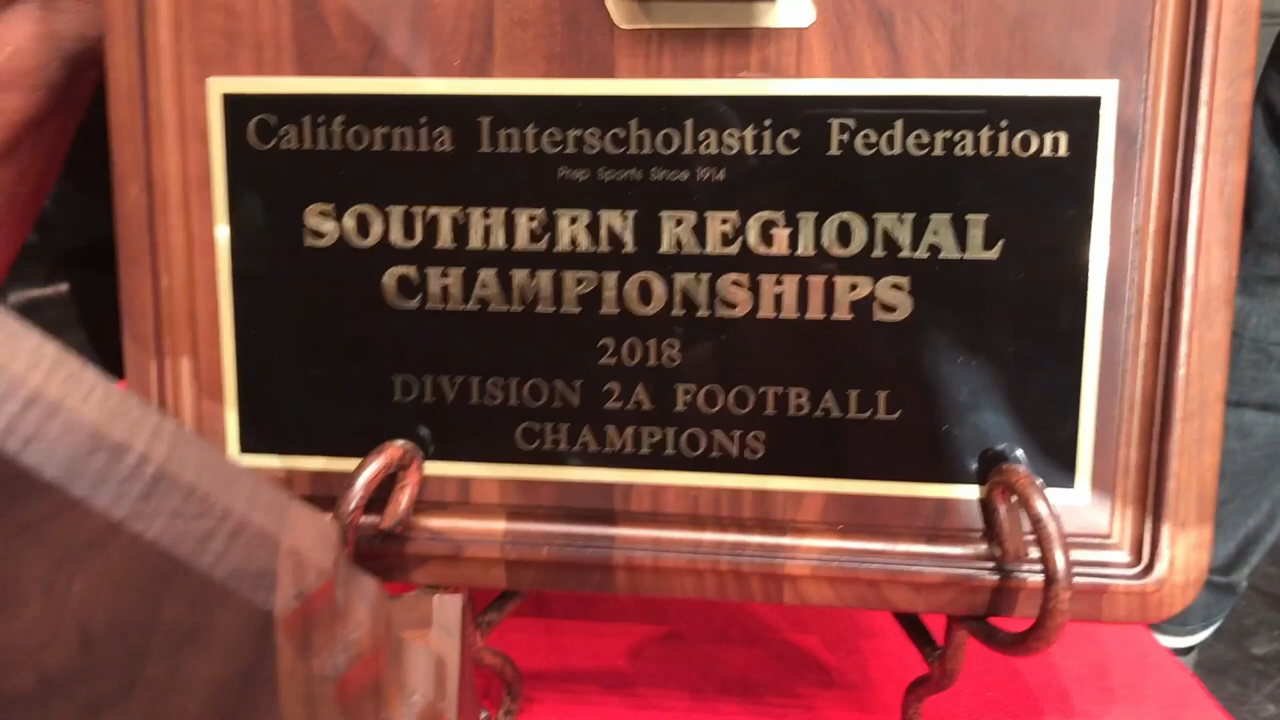 California Interscholastic Federation
Prep Sports Since 1914
SOUTHERN REGIONAL
CHAMPIONSHIPS
2018
DIVISION 2A FOOTBALL
CHAMPIONS